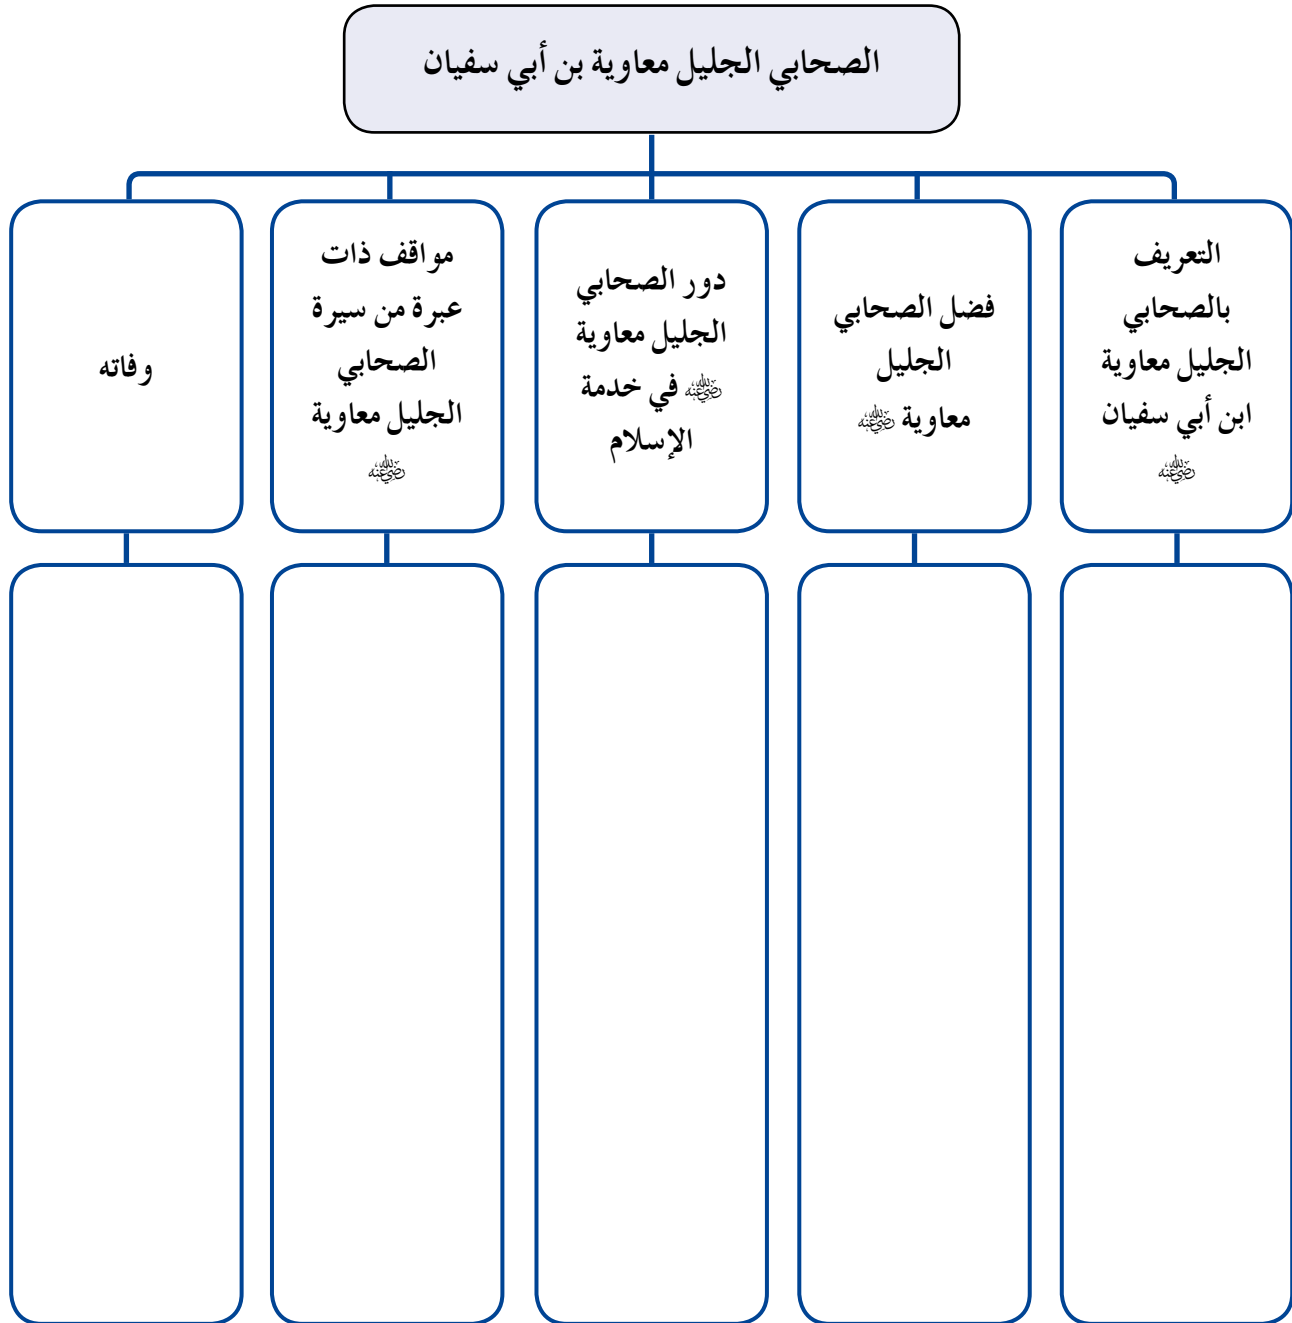 الصحابي الجليل معاوية بن أبي سفيان
التعريف
بالصحابي
الجليل معاوية
ابن أبي سفيان
رضي الله عنه
فضل الصحابي
الجليل
معاوية رضي الله عنه
دور الصحابي
الجليل معاوية
رضي الله عنه في خدمة
الإسلام
مواقف ذات
عبرة من سيرة
الصحابي
الجليل معاوية
رضي الله عنه
وفاته